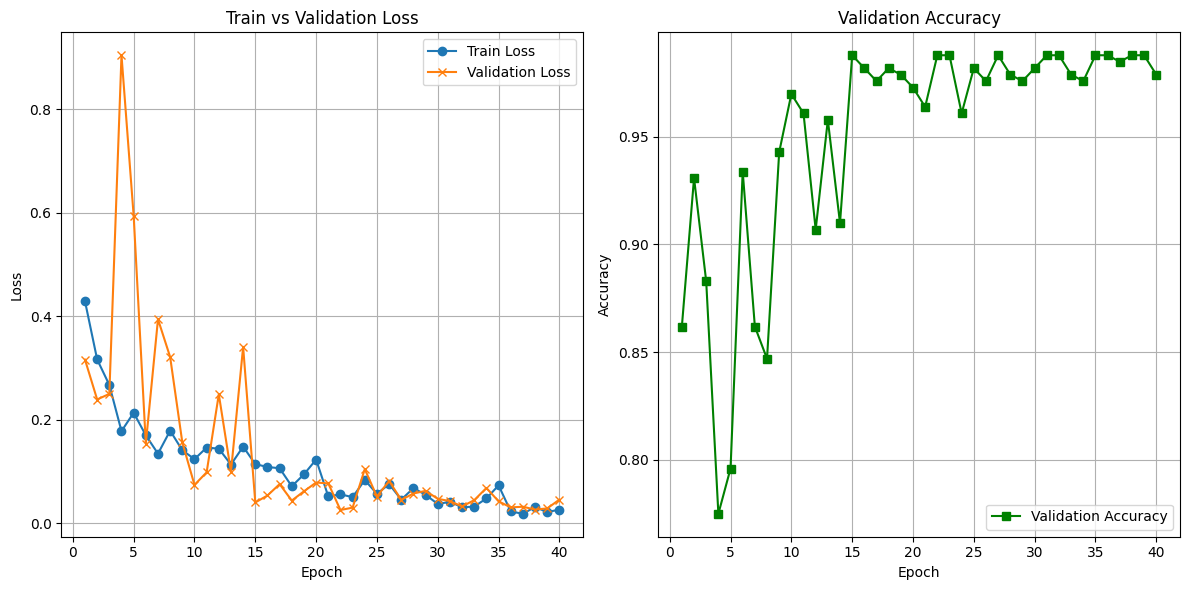 Train vs Validation Loss
Train Loss
Validation Loss
0.8
0.6
0.4
0.2
0.0
Loss
0 5 10 15 20 25 30 35 40
Epoch
Validation Accuracy
0.95
0.90
0.85
0.80
Accuracy
Validation Accuracy
0 5 10 15 20 25 30 35 40
Epoch